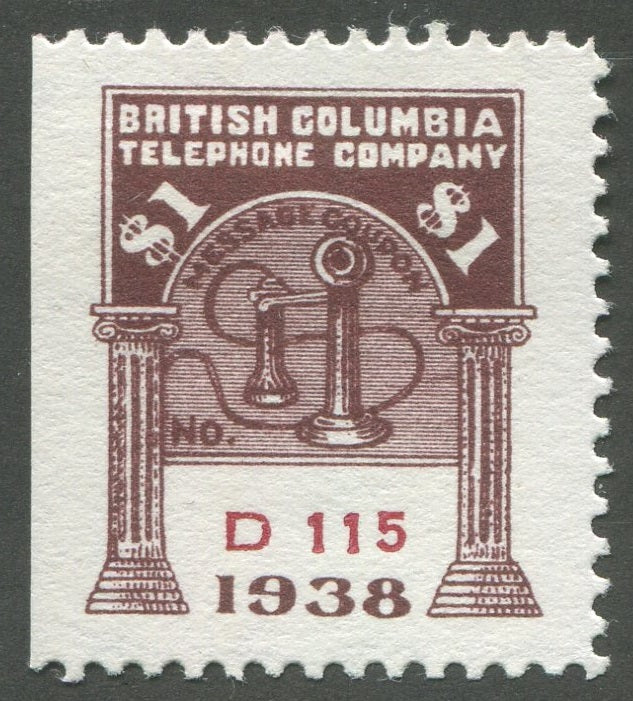 BRITISH COLUMBIA
TELEPHONE COMPANY
$1 $1
MESSAGE COUPON
NO.
D 115
1938